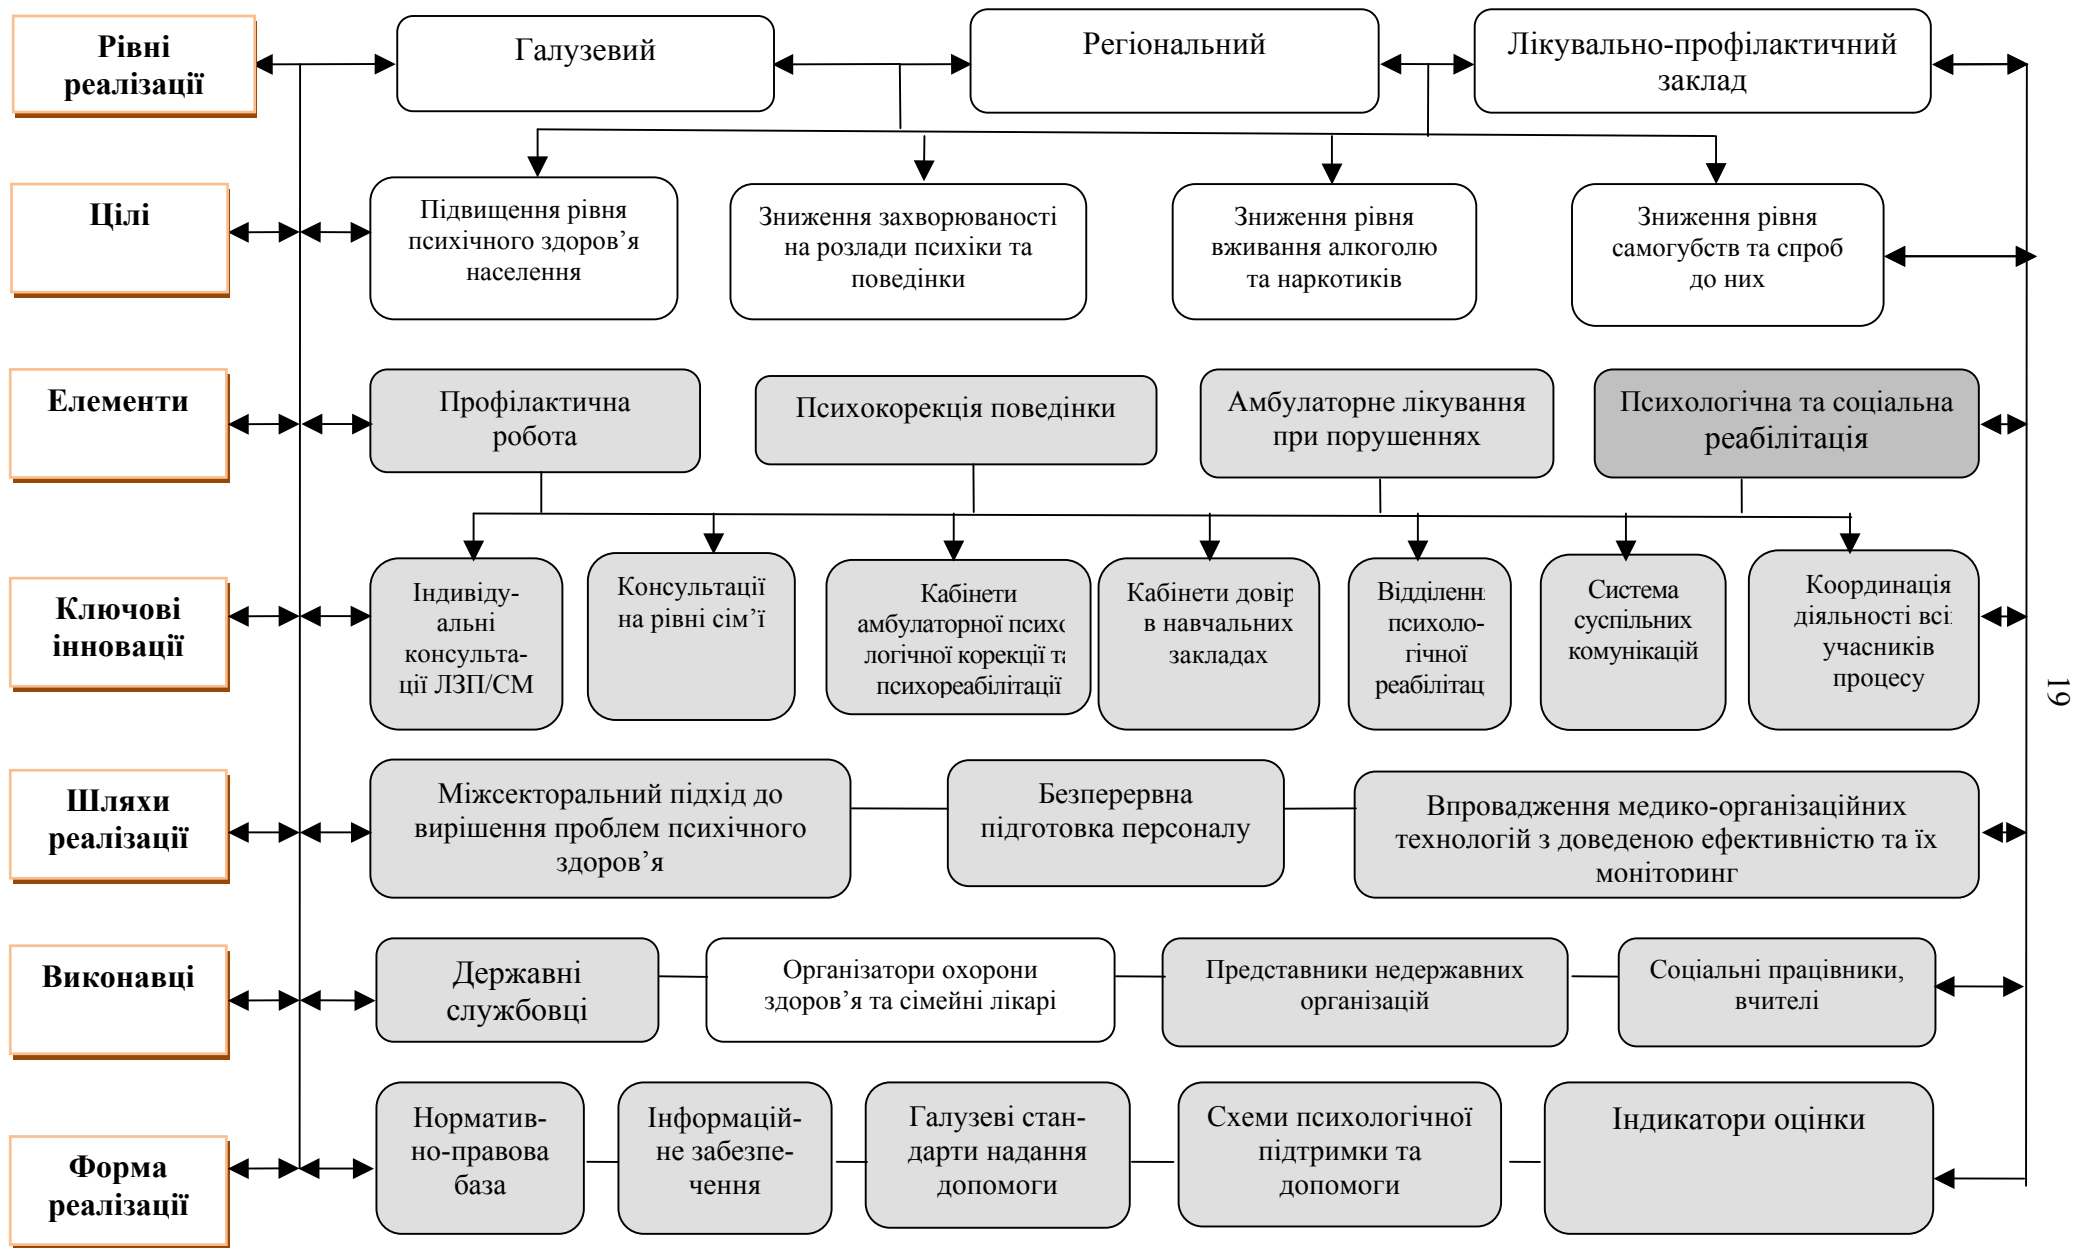 Рівні
реалізації
Галузевий
Регіональний
Лікувально-профілактичний
заклад
Цілі
Підвищення рівня
психічного здоров’я
населення
Зниження захворюваності
на розлади психіки та
поведінки
Зниження рівня
вживання алкоголю
та наркотиків
Зниження рівня
самогубств та спроб
до них
Елементи
Профілактична
робота
Психокорекція поведінки
Амбулаторне лікування
при порушеннях
Психологічна та соціальна
реабілітація
Ключові
інновації
Індивіду-
альні
консульта-
ції ЛЗП/СМ
Консультації
на рівні сім’ї
Кабінети
амбулаторної психо
логічної корекції та
психореабілітації
Кабінети довір
в навчальних
закладах
Відділенн
психоло-
гічної
реабілітац
Система
суспільних
комунікацій
Координація
діяльності всі
учасників
процесу
19
Шляхи
реалізації
Міжсекторальний підхід до
вирішення проблем психічного
здоров’я
Безперервна
підготовка персоналу
Впровадження медико-організаційних
технологій з доведеною ефективністю та їх
моніторинг
Виконавці
Державні
службовці
Організатори охорони
здоров’я та сімейні лікарі
Представники недержавних
організацій
Соціальні працівники,
вчителі
Форма
реалізації
Норматив-
но-правова
база
Інформацій-
не забезпе-
чення
Галузеві стан-
дарти надання
допомоги
Схеми психологічної
підтримки та
допомоги
Індикатори оцінки